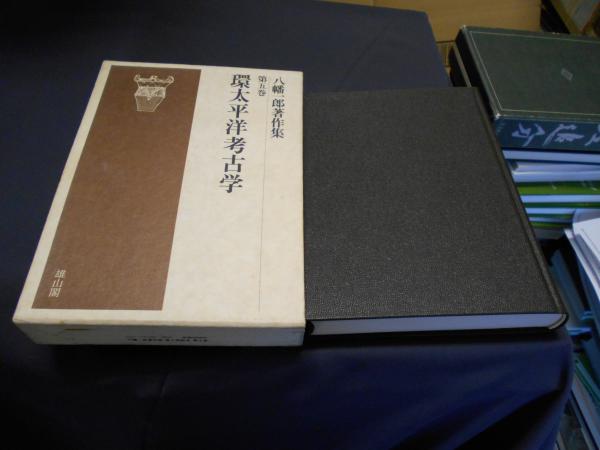 八幡一郎著作集
第五巻
環太平洋考古学
雄山閣